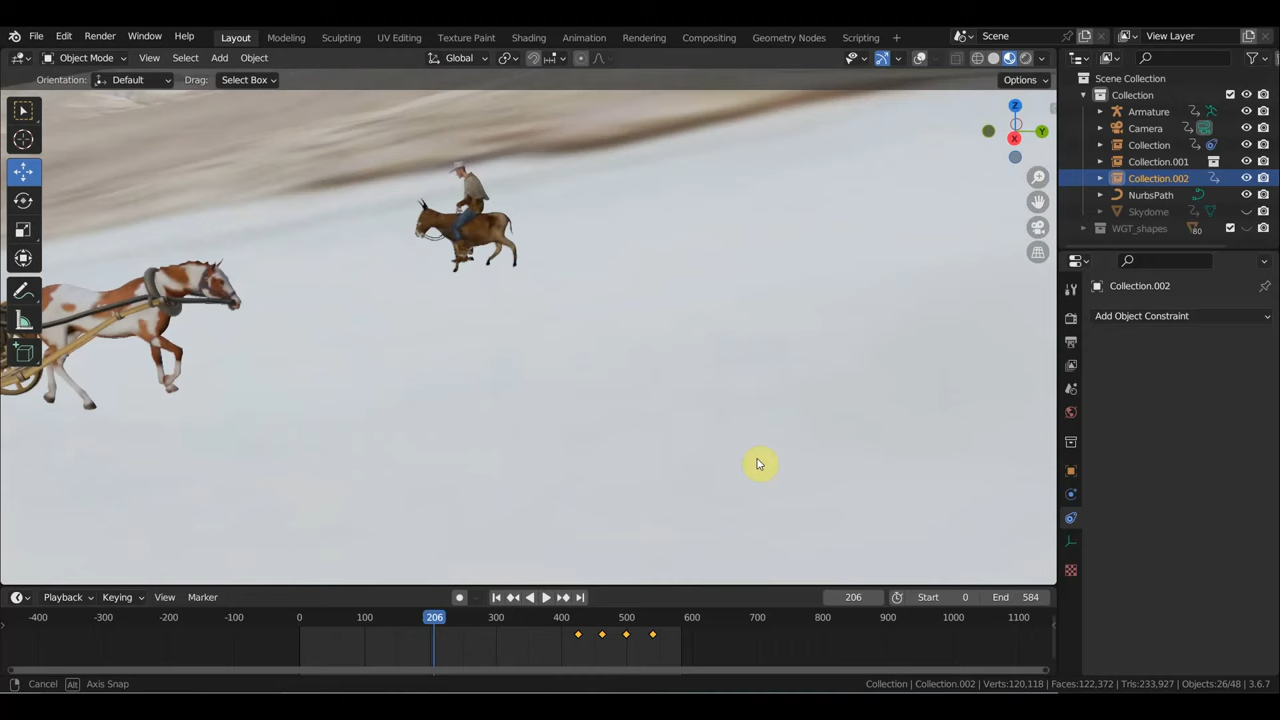 File Edit Render Window Help Layout Modeling Sculpting UV Editing Texture Paint Shading Animation Rendering Compositing Geometry Nodes Scripting + Scene View Layer
Object Mode View Select Add Object Global
Orientation: Default Drag: Select Box Options
Scene Collection
Collection
Armature
Camera
Collection
Collection.001
Collection.002
NurbsPath
Skydome
WGT_shapes 80
Z
Y
X
Collection.002
Add Object Constraint
Playback Keying View Marker 206 Start 0 End 584
-400 -300 -200 -100 0 100 206 300 400 500 600 700 800 900 1000 1100
Cancel Alt Axis Snap Collection | Collection.002 | Verts:120,118 | Faces:122,372 | Tris:233,927 | Objects:26/48 | 3.6.7